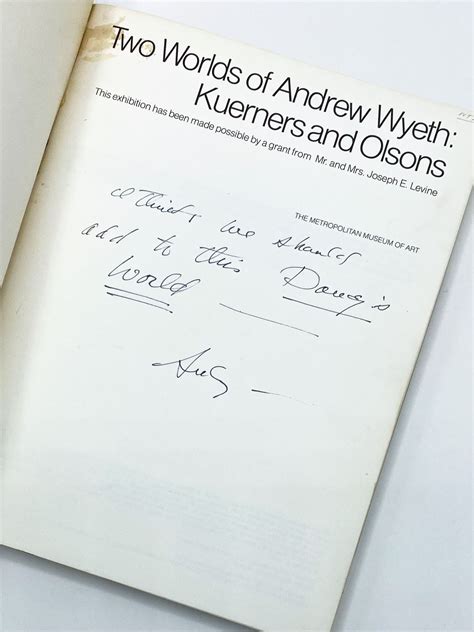 Two Worlds of Andrew Wyeth:
Kuerners and Olsons
This exhibition has been made possible by a grant from Mr. and Mrs. Joseph E. Levine
THE METROPOLITAN MUSEUM OF ART
I think we should
add to this Doug's
World
Andy